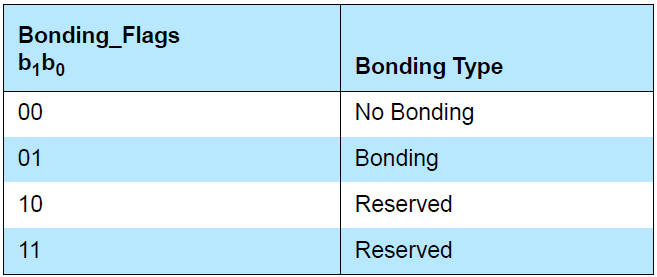 Bonding_Flags
b₁b₀ Bonding Type
00 No Bonding
01 Bonding
10 Reserved
11 Reserved